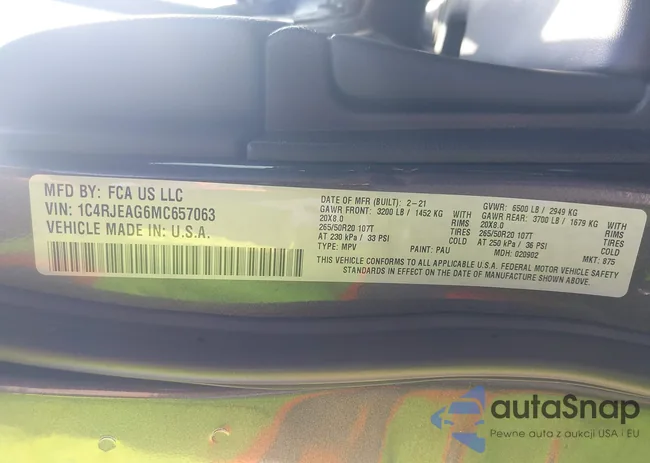 MFD BY: FCA US LLC
VIN: 1C4RJEAG6MC657063
VEHICLE MADE IN: U.S.A.
DATE OF MFR (BUILT): 2-21
GVWR: 6500 LB / 2949 KG
GAWR FRONT: 3200 LB / 1452 KG
GAWR REAR: 3700 LB / 1679 KG
20X8.0 RIMS 20X8.0 RIMS
265/50R20 107T TIRES 265/50R20 107T TIRES
AT 230 kPa / 33 PSI COLD AT 250 kPa / 36 PSI COLD
TYPE: MPV PAINT: PAU MDH: 020902 MKT: 875
THIS VEHICLE CONFORMS TO ALL APPLICABLE U.S.A. FEDERAL MOTOR VEHICLE SAFETY
STANDARDS IN EFFECT ON THE DATE OF MANUFACTURE SHOWN ABOVE.
autaSnap
Pewne auta z aukcji USA i EU